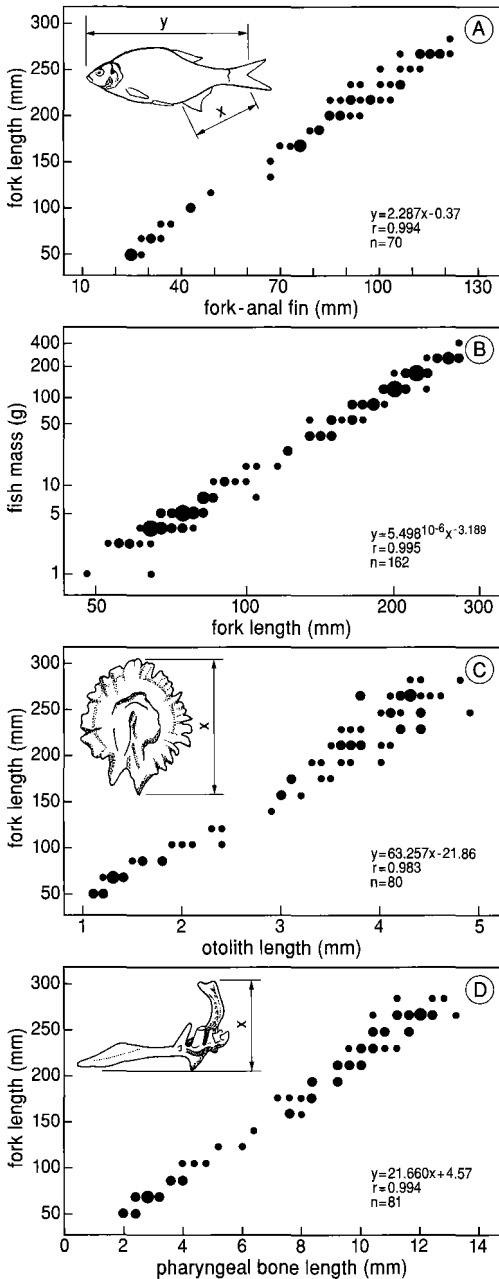 A
y
x
fork length (mm)
300
250
200
150
100
50
y=2.287x-0.37
r=0.994
n=70
10 40 70 100 130
fork-anal fin (mm)
B
fish mass (g)
400
200
100
50
10
5
1
y=5.498^10-6 x^-3.189
r=0.995
n=162
50 100 200 300
fork length (mm)
C
x
fork length (mm)
300
250
200
150
100
50
y=63.257x-21.86
r=0.983
n=80
1 2 3 4 5
otolith length (mm)
D
x
fork length (mm)
300
250
200
150
100
50
y=21.660x+4.57
r=0.994
n=81
0 2 4 6 8 10 12 14
pharyngeal bone length (mm)